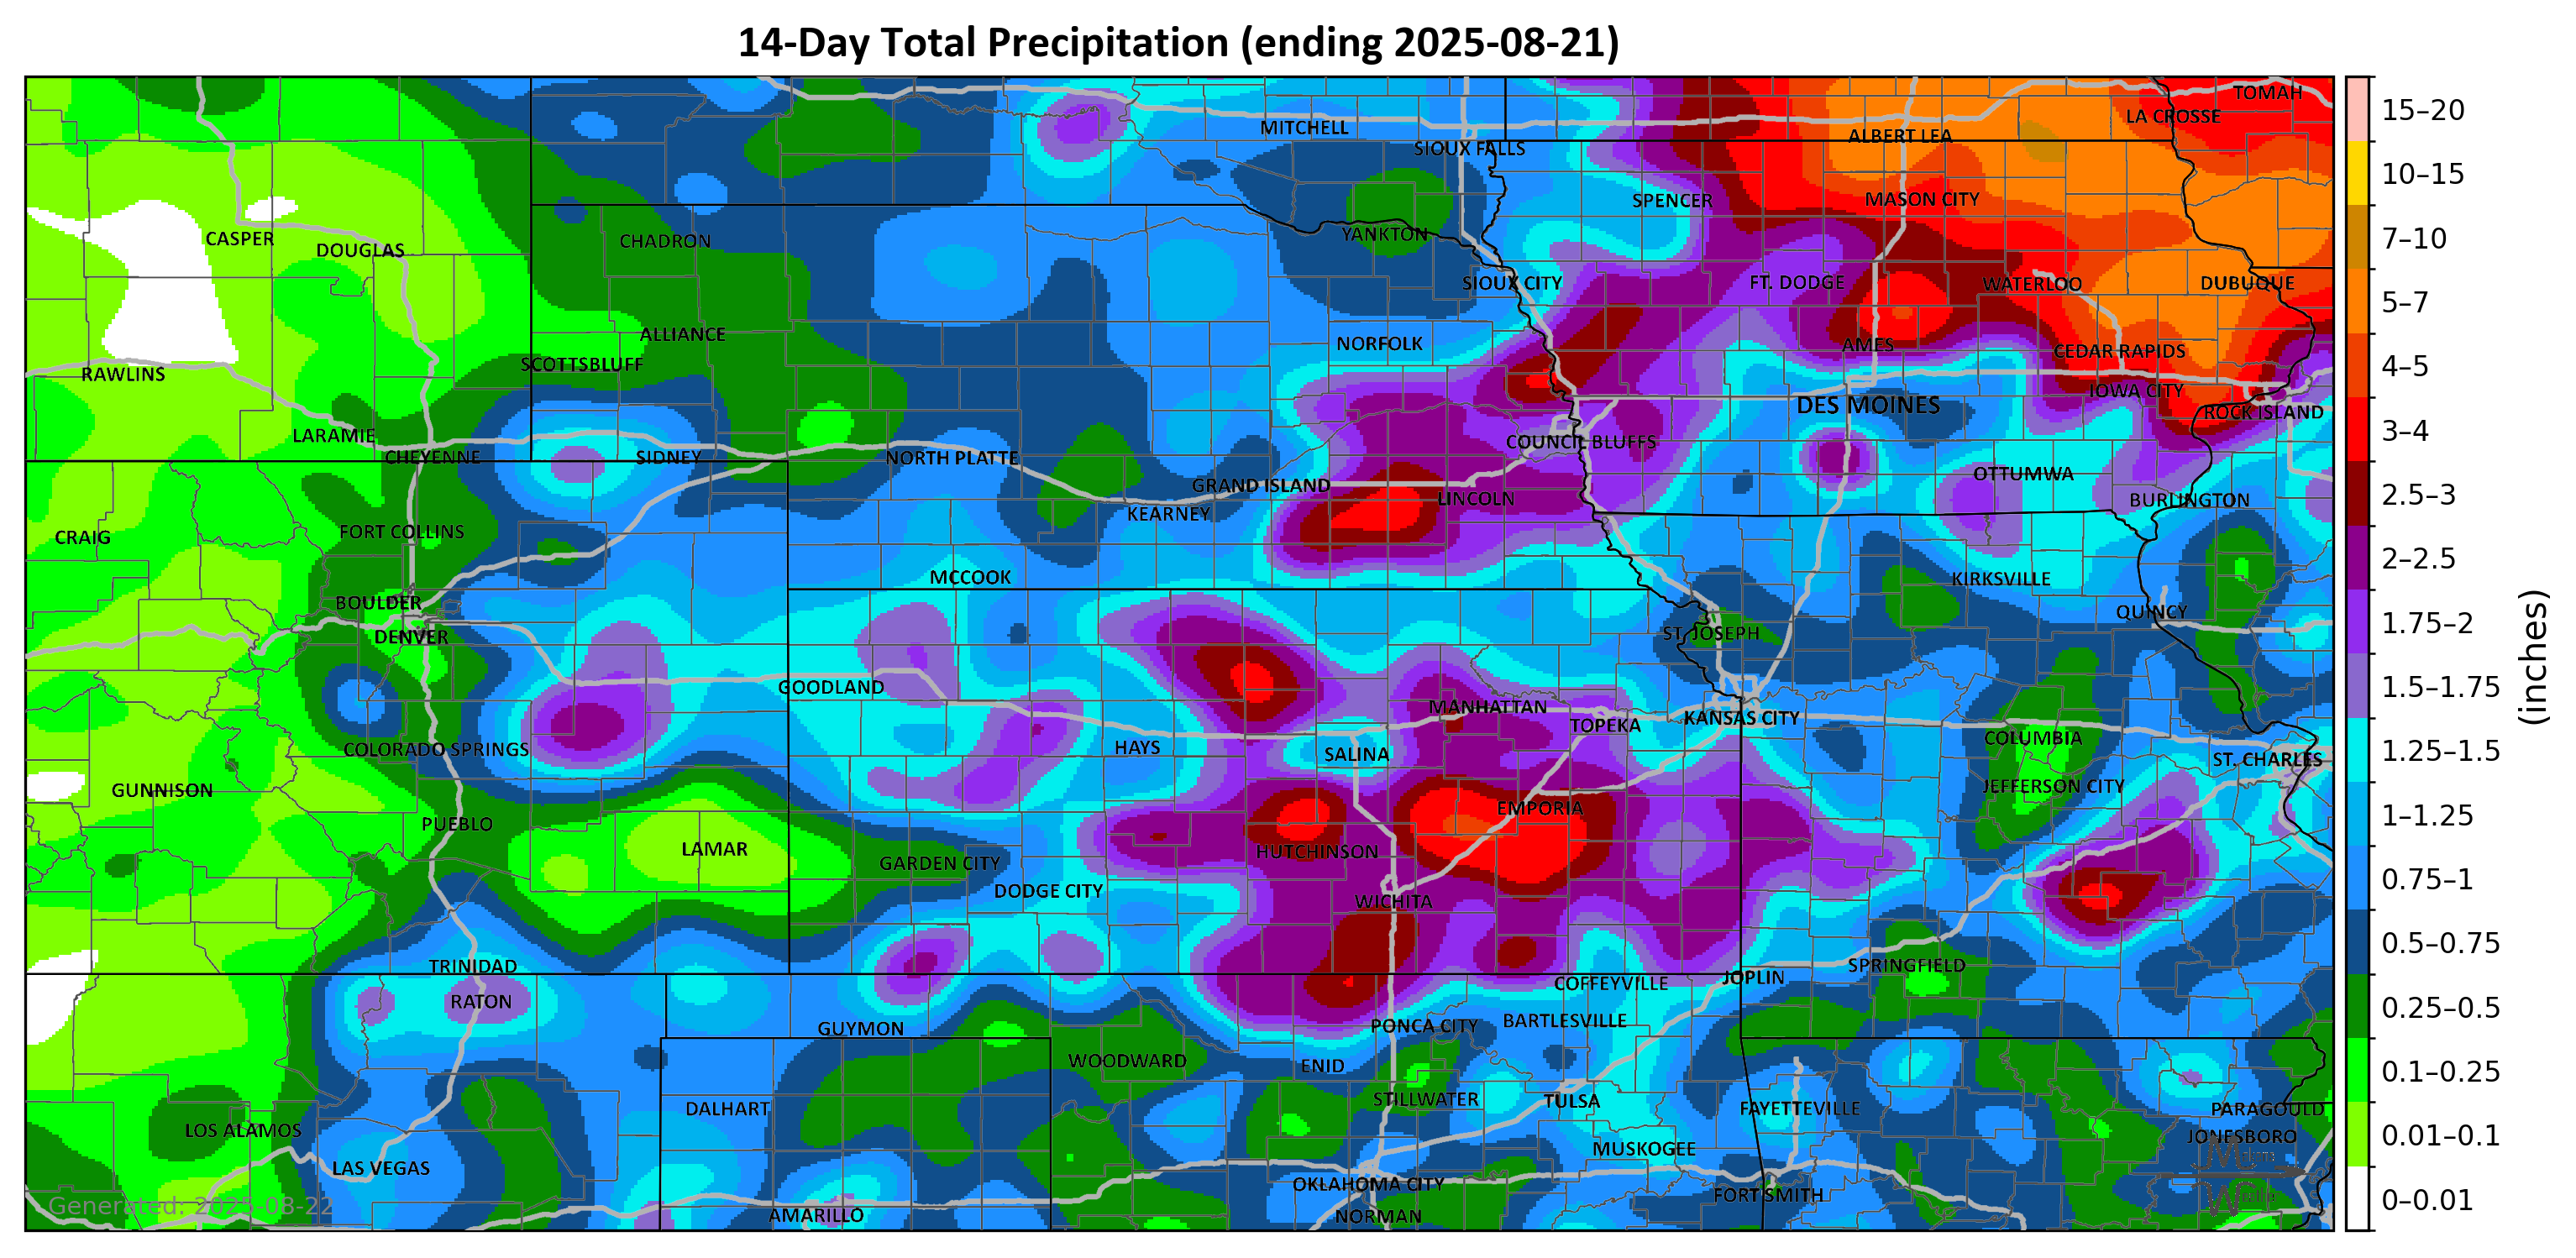 14-Day Total Precipitation (ending 2025-08-21)
TOMAH
LA CROSSE
MITCHELL
ALBERT LEA
SIOUX FALLS
SPENCER
MASON CITY
YANKTON
CASPER
CHADRON
DOUGLAS
SIOUX CITY
FT. DODGE
WATERLOO
DUBUQUE
ALLIANCE
NORFOLK
AMES
CEDAR RAPIDS
SCOTTSBLUFF
RAWLINS
IOWA CITY
DES MOINES
ROCK ISLAND
LARAMIE
COUNCIL BLUFFS
CHEYENNE
SIDNEY
NORTH PLATTE
OTTUMWA
GRAND ISLAND
LINCOLN
BURLINGTON
KEARNEY
FORT COLLINS
CRAIG
MCCOOK
KIRKSVILLE
BOULDER
QUINCY
DENVER
ST. JOSEPH
GOODLAND
MANHATTAN
KANSAS CITY
TOPEKA
COLUMBIA
COLORADO SPRINGS
HAYS
SALINA
ST. CHARLES
GUNNISON
JEFFERSON CITY
EMPORIA
PUEBLO
LAMAR
HUTCHINSON
GARDEN CITY
DODGE CITY
WICHITA
TRINIDAD
SPRINGFIELD
JOPLIN
COFFEYVILLE
RATON
GUYMON
PONCA CITY
BARTLESVILLE
WOODWARD
ENID
STILLWATER
TULSA
DALHART
FAYETTEVILLE
PARAGOULD
LOS ALAMOS
JONESBORO
MUSKOGEE
LAS VEGAS
OKLAHOMA CITY
FORT SMITH
AMARILLO
NORMAN
Generated: 2025-08-22
15–20
10–15
7–10
5–7
4–5
3–4
2.5–3
2–2.5
1.75–2
1.5–1.75
1.25–1.5
1–1.25
0.75–1
0.5–0.75
0.25–0.5
0.1–0.25
0.01–0.1
0–0.01
(inches)